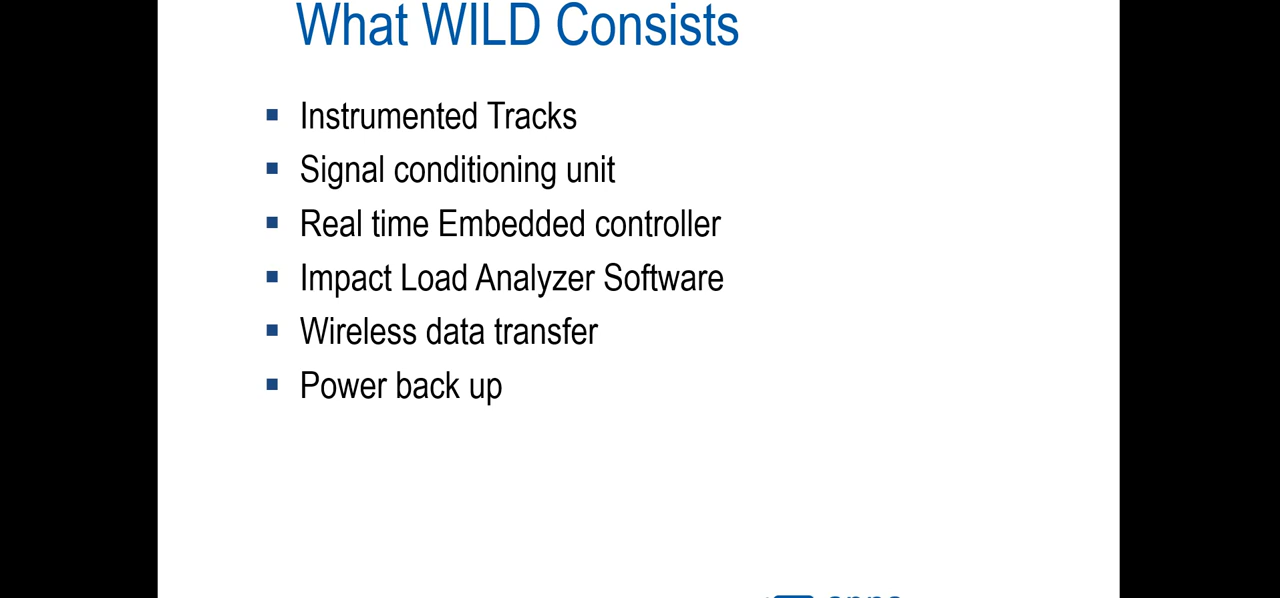 What WILD Consists
Instrumented Tracks
Signal conditioning unit
Real time Embedded controller
Impact Load Analyzer Software
Wireless data transfer
Power back up